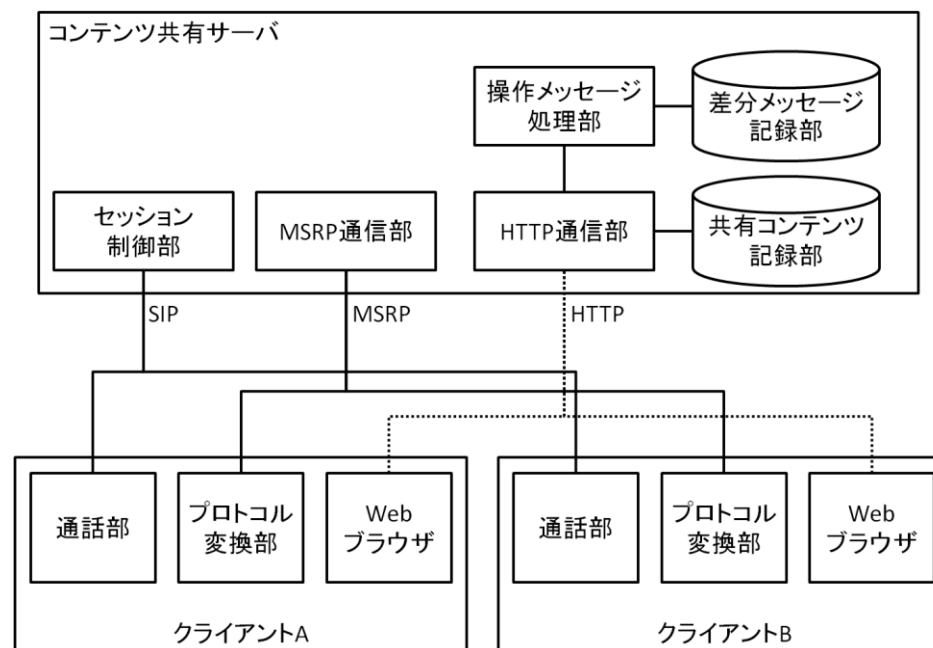 コンテンツ共有サーバ
操作メッセージ
処理部
差分メッセージ
記録部
セッション
制御部
MSRP通信部
HTTP通信部
共有コンテンツ
記録部
SIP
MSRP
HTTP
通話部
プロトコル
変換部
Web
ブラウザ
クライアントA
通話部
プロトコル
変換部
Web
ブラウザ
クライアントB